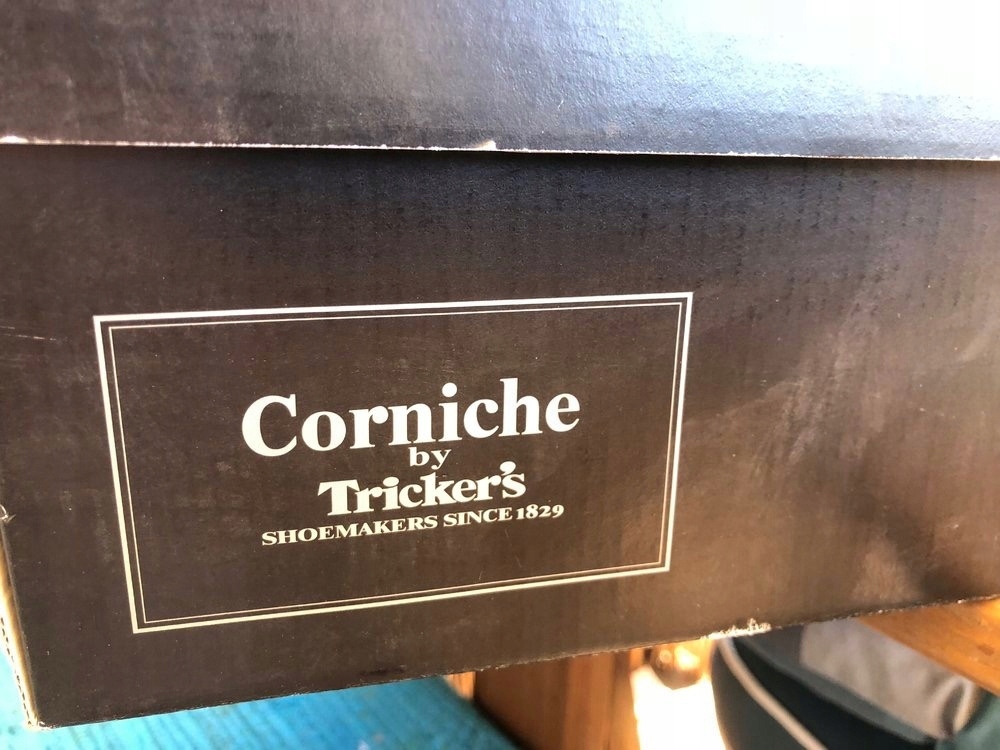 Corniche
by
Tricker's
SHOEMAKERS SINCE 1829